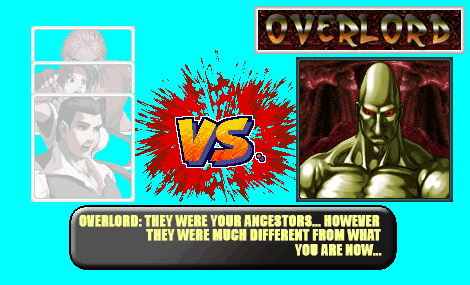 OVERLORD
VS.
OVERLORD: THEY WERE YOUR ANCESTORS... HOWEVER
THEY WERE MUCH DIFFERENT FROM WHAT
YOU ARE NOW...